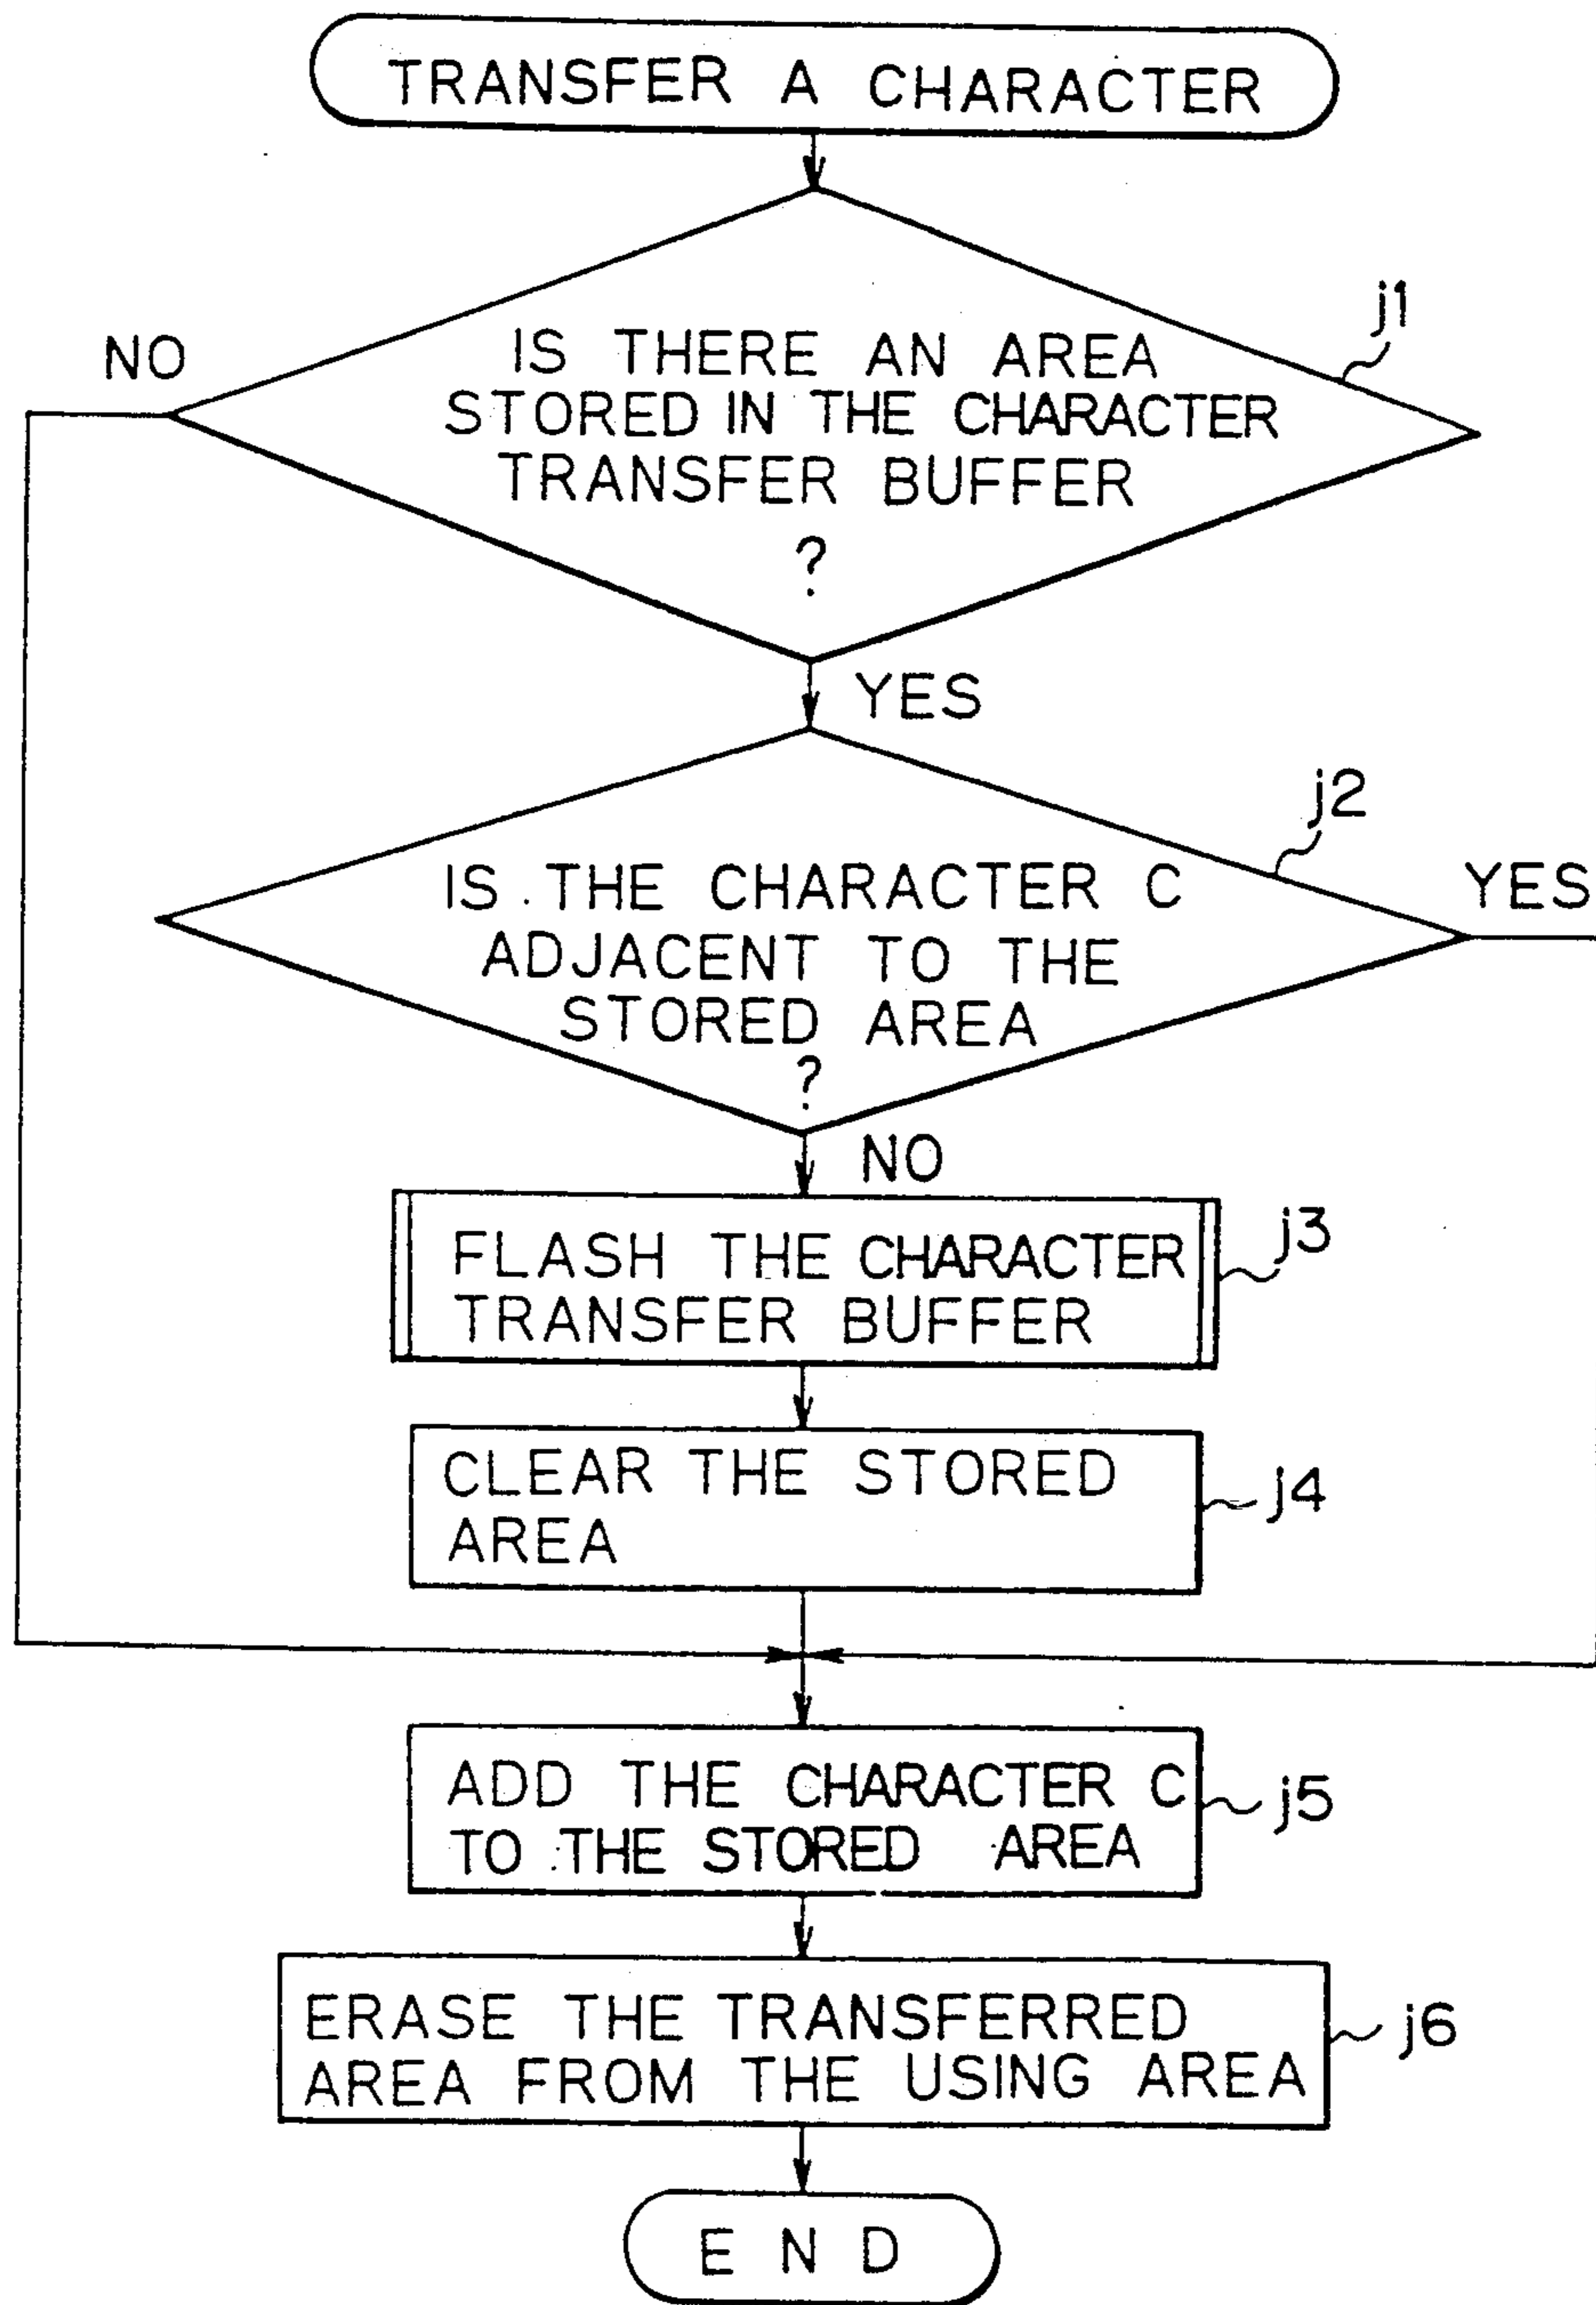 TRANSFER A CHARACTER
j1
NO
IS THERE AN AREA
STORED IN THE CHARACTER
TRANSFER BUFFER
?
YES
j2
IS THE CHARACTER C
YES
ADJACENT TO THE
STORED AREA
?
NO
j3
FLASH THE CHARACTER
TRANSFER BUFFER
CLEAR THE STORED
j4
AREA
ADD THE CHARACTER C
j5
TO THE STORED AREA
ERASE THE TRANSFERRED
j6
AREA FROM THE USING AREA
END